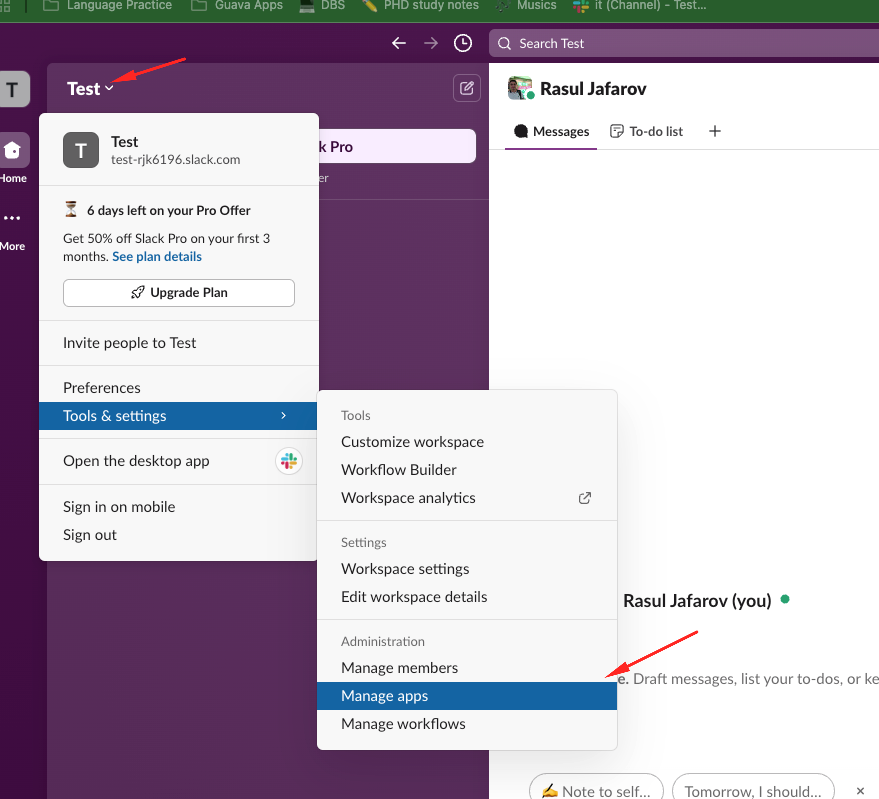 Language Practice
Guava Apps
DBS
PHD study notes
Musics
it (Channel) - Test...
Search Test
T
Test
Rasul Jafarov
Messages
To-do list
Home
More
T
Test
test-rjk6196.slack.com
k Pro
er
6 days left on your Pro Offer
Get 50% off Slack Pro on your first 3
months. See plan details
Upgrade Plan
Invite people to Test
Preferences
Tools & settings
Open the desktop app
Sign in on mobile
Sign out
Tools
Customize workspace
Workflow Builder
Workspace analytics
Settings
Workspace settings
Edit workspace details
Administration
Manage members
Manage apps
Manage workflows
Rasul Jafarov (you)
e. Draft messages, list your to-dos, or ke
Note to self...
Tomorrow, I should...